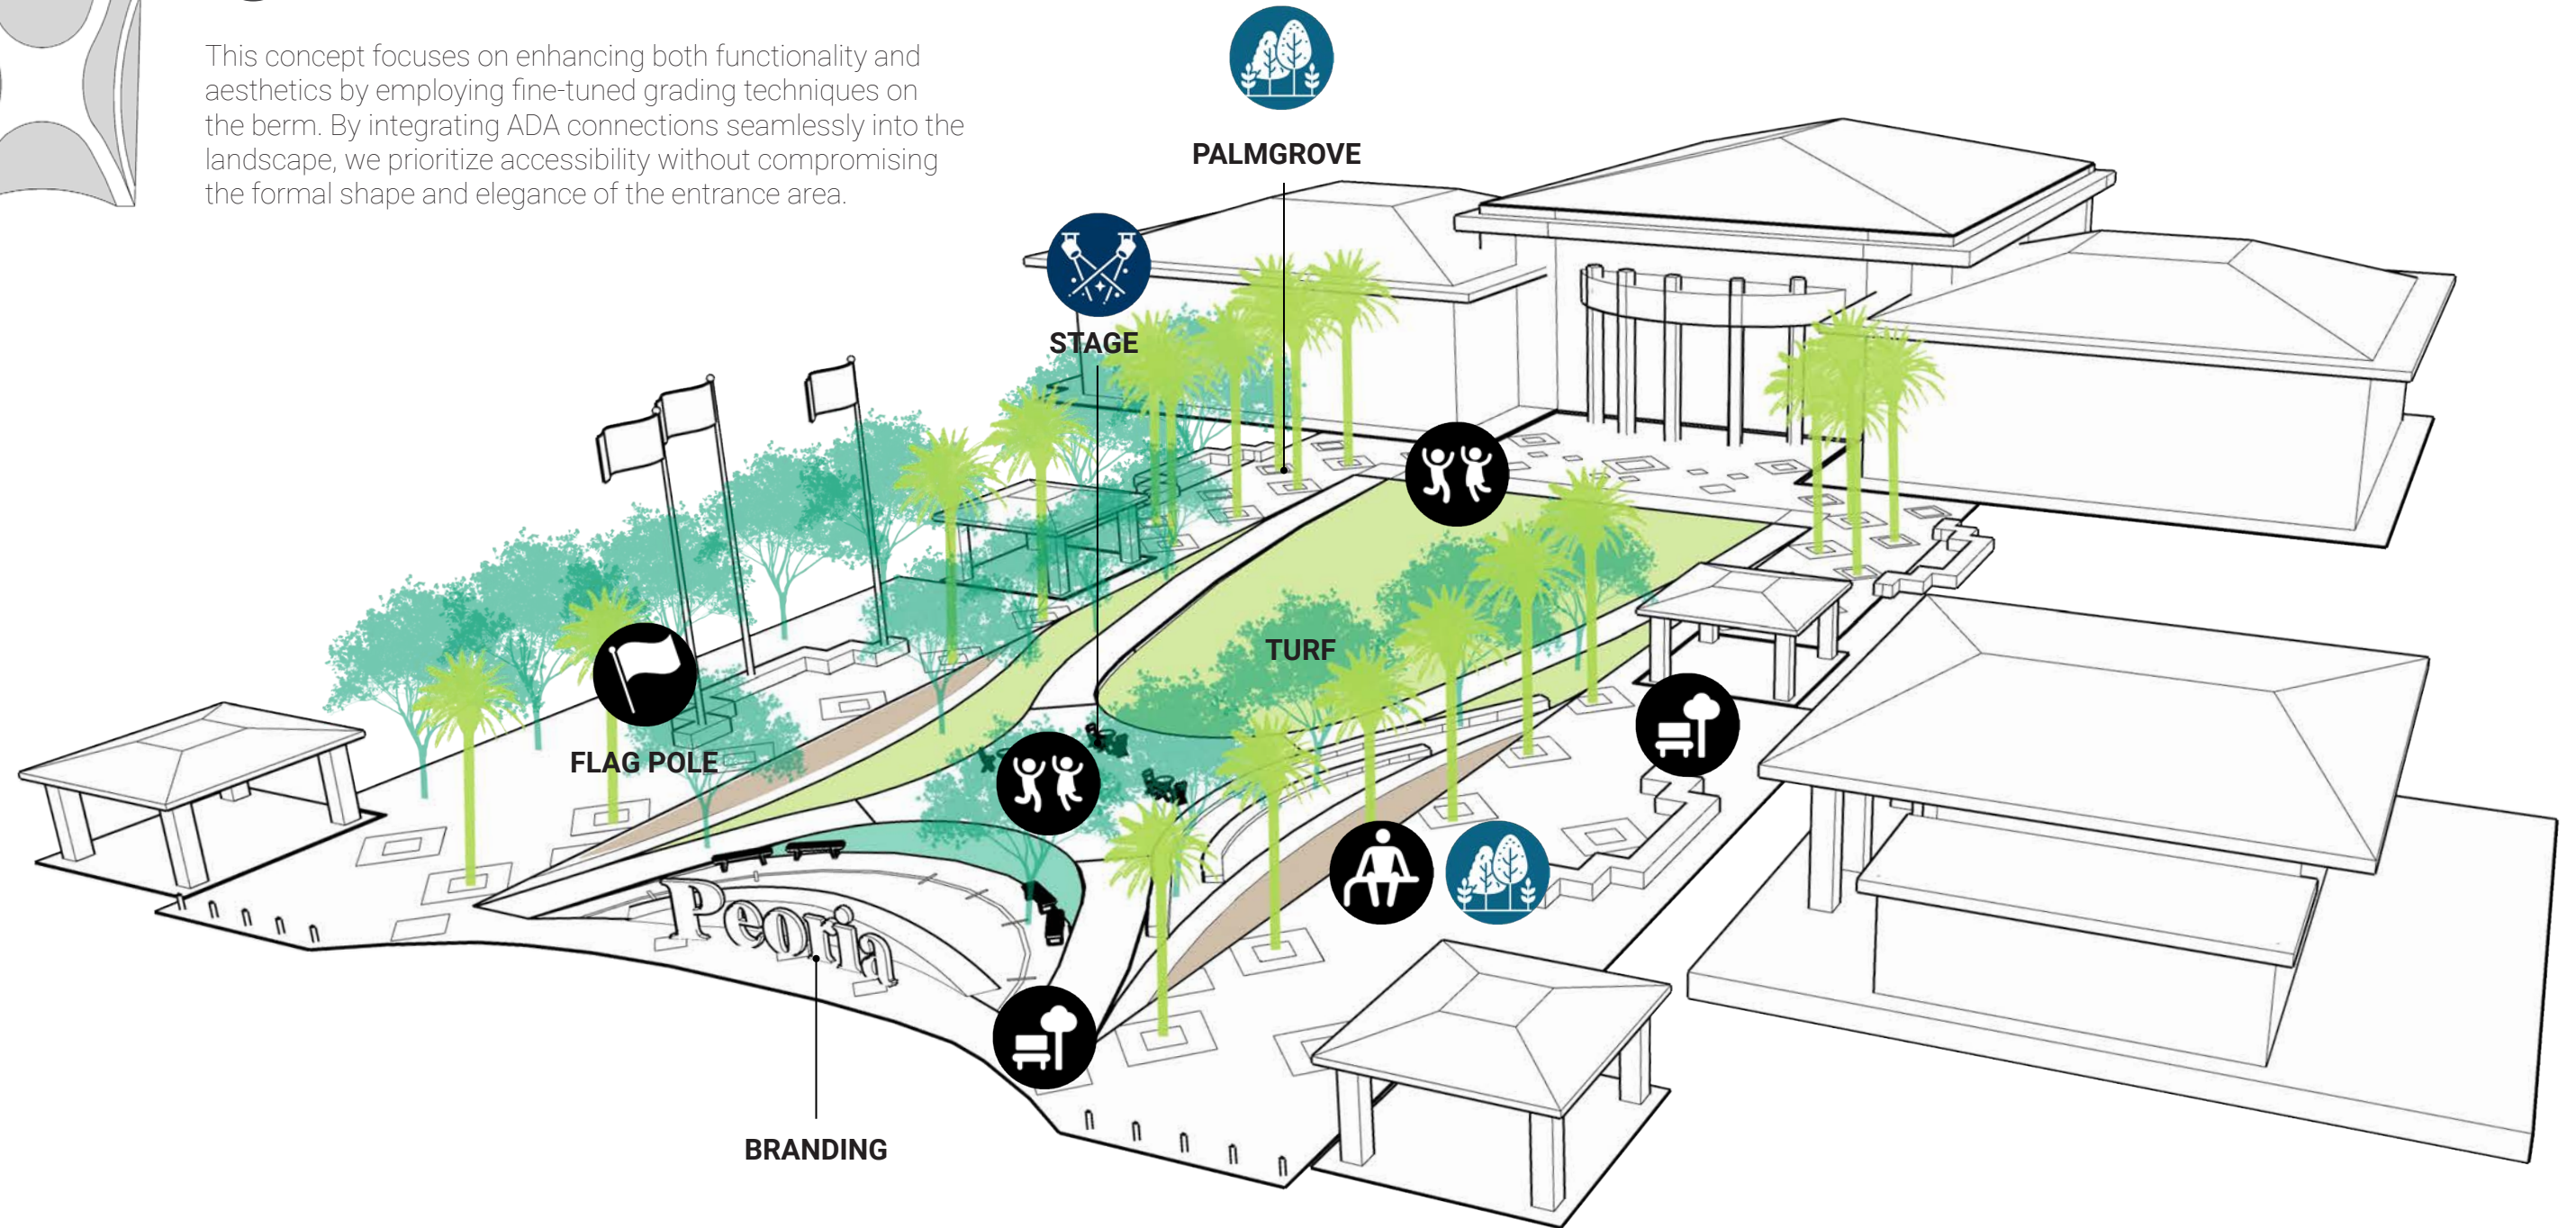 This concept focuses on enhancing both functionality and
aesthetics by employing fine-tuned grading techniques on
the berm. By integrating ADA connections seamlessly into the
landscape, we prioritize accessibility without compromising
the formal shape and elegance of the entrance area.
PALMGROVE
STAGE
TURF
FLAG POLE
Peoria
BRANDING